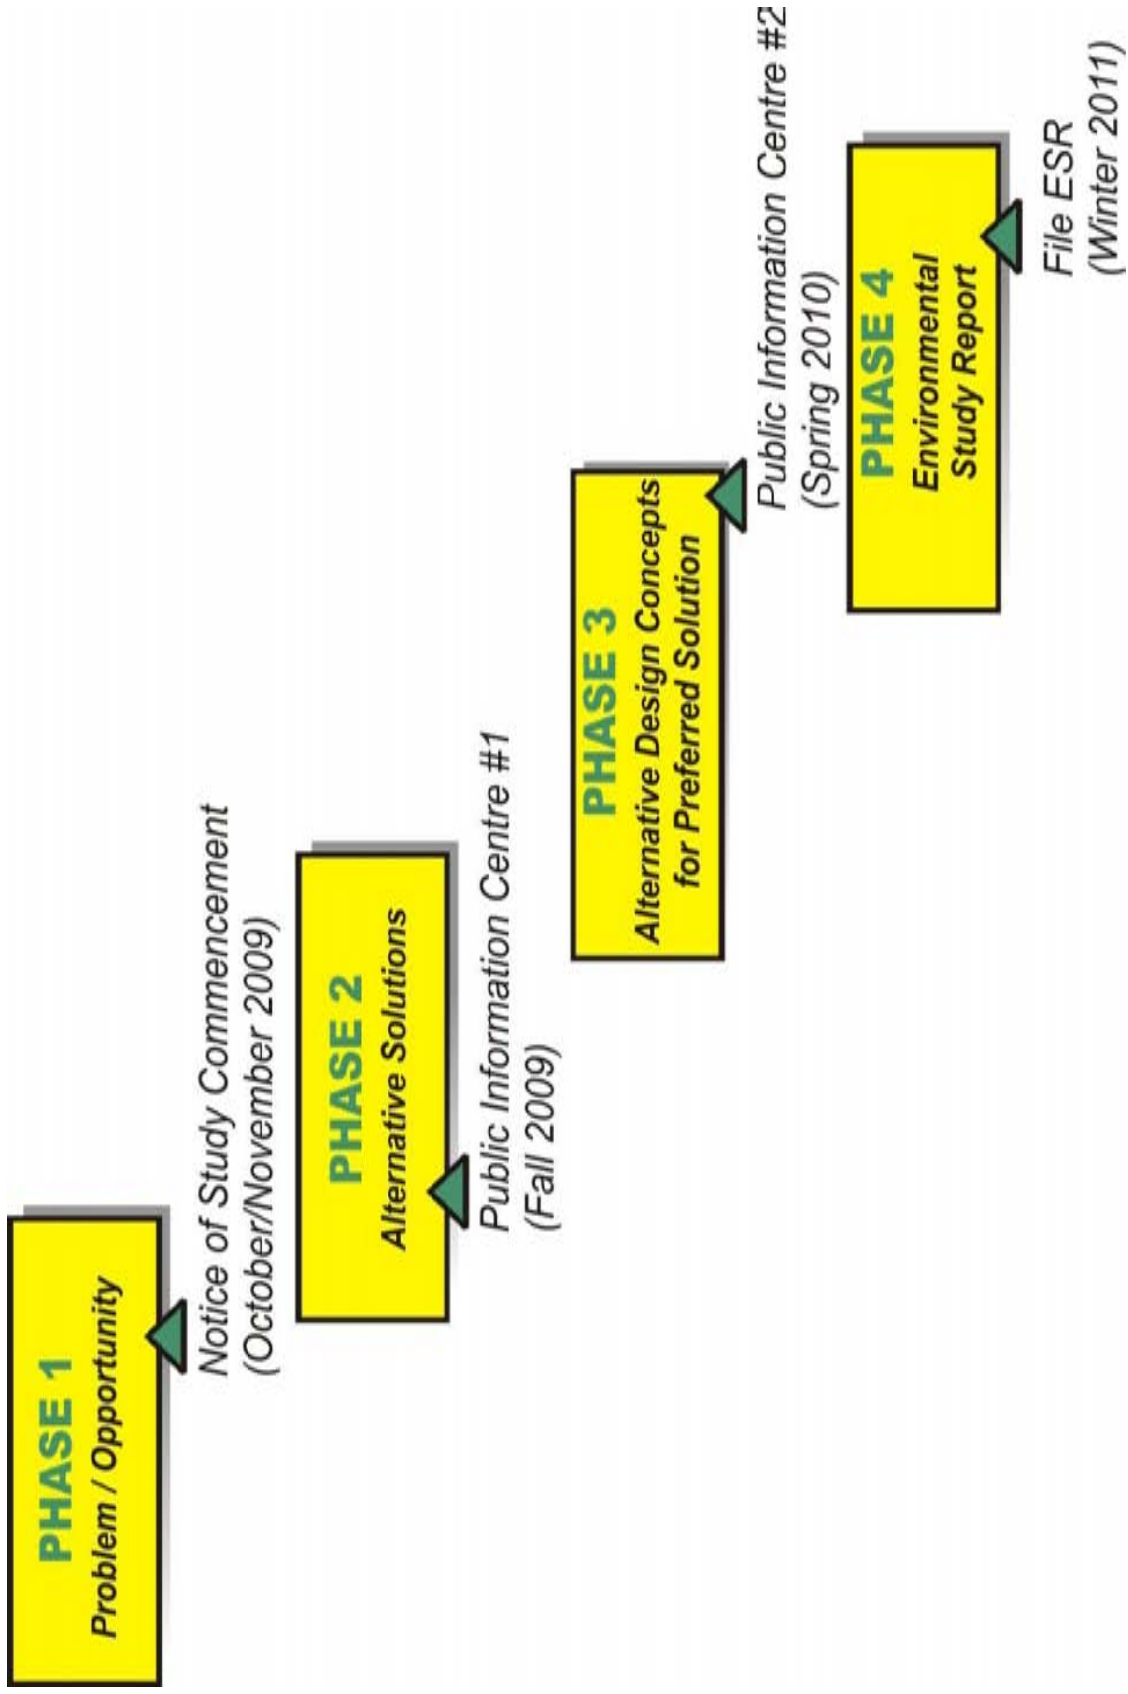 PHASE 1
Problem / Opportunity
Notice of Study Commencement
(October/November 2009)
PHASE 2
Alternative Solutions
Public Information Centre #1
(Fall 2009)
PHASE 3
Alternative Design Concepts
for Preferred Solution
Public Information Centre #2
(Spring 2010)
PHASE 4
Environmental
Study Report
File ESR
(Winter 2011)